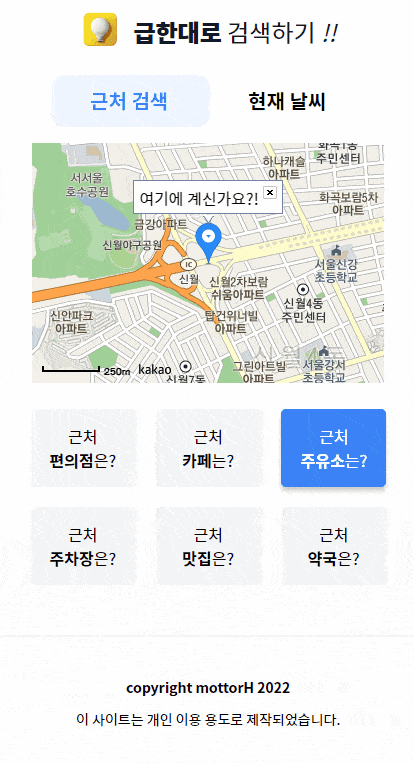 급한대로 검색하기 !!
근처 검색
현재 날씨
화곡1동
주민센터
하나캐슬
아파트
서서울
호수공원
화곡보람5차
아파트
여기에 계신가요?!
금강아파트
신월야구공원
IC
신월
서울신강
초등학교
신월2차보람
쉬움아파트
신월4동
주민센터
신안파크
아파트
탑건위너빌
아파트
신월동
그린아트빌
아파트
서울강서
초등학교
250m kakao
신월7동
근처
편의점은?
근처
카페는?
근처
주유소는?
근처
주차장은?
근처
맛집은?
근처
약국은?
copyright mottorH 2022
이 사이트는 개인 이용 용도로 제작되었습니다.